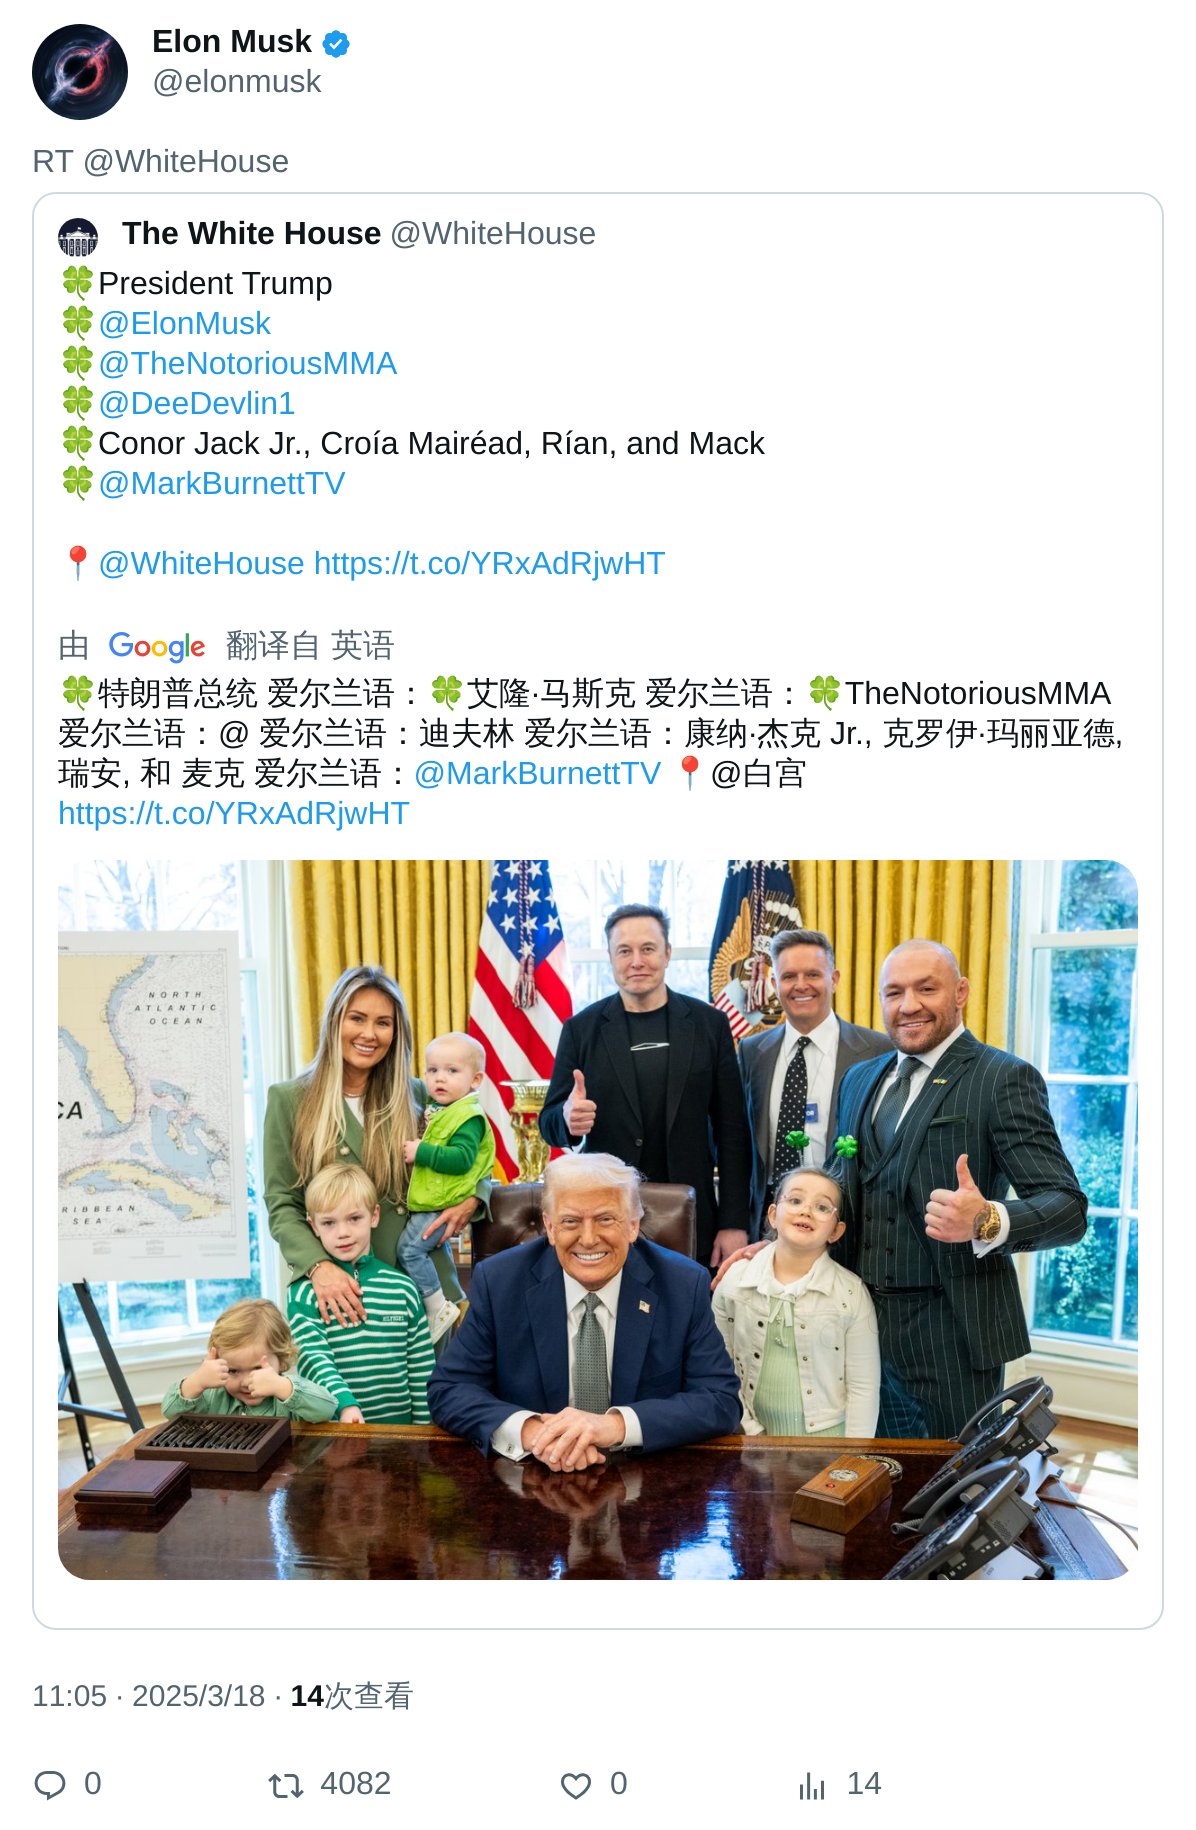 Elon Musk
@elonmusk
RT @WhiteHouse
The White House @WhiteHouse
🍀President Trump
🍀@ElonMusk
🍀@TheNotoriousMMA
🍀@DeeDevlin1
🍀Conor Jack Jr., Croía Mairéad, Rían, and Mack
🍀@MarkBurnettTV
📍@WhiteHouse https://t.co/YRxAdRjwHT
由 Google 翻译自 英语
🍀特朗普总统 爱尔兰语：🍀艾隆·马斯克 爱尔兰语：🍀TheNotoriousMMA
爱尔兰语：@ 爱尔兰语：迪夫林 爱尔兰语：康纳·杰克 Jr., 克罗伊·玛丽亚德,
瑞安, 和 麦克 爱尔兰语：@MarkBurnettTV 📍@白宫
https://t.co/YRxAdRjwHT
NORTH
ATLANTIC
OCEAN
CA
RIBBEAN
SEA
11:05 · 2025/3/18 · 14次查看
0 4082 0 14